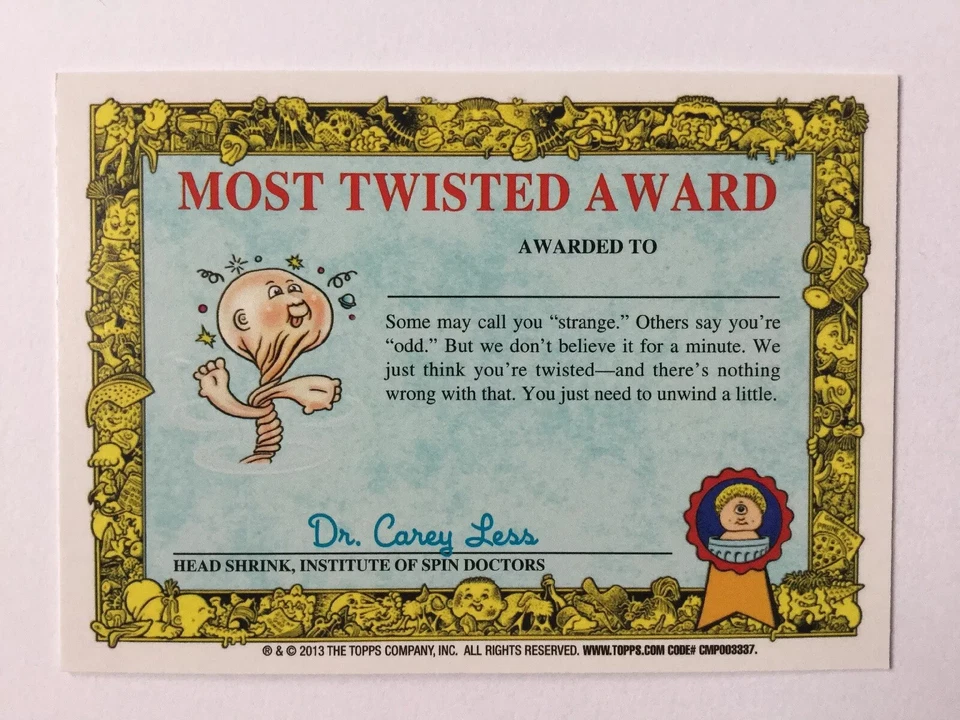 MOST TWISTED AWARD
AWARDED TO
Some may call you “strange.” Others say you’re
“odd.” But we don’t believe it for a minute. We
just think you’re twisted—and there’s nothing
wrong with that. You just need to unwind a little.
Dr. Carey Less
HEAD SHRINK, INSTITUTE OF SPIN DOCTORS
® & © 2013 THE TOPPS COMPANY, INC. ALL RIGHTS RESERVED. WWW.TOPPS.COM CODE# CMP003337.